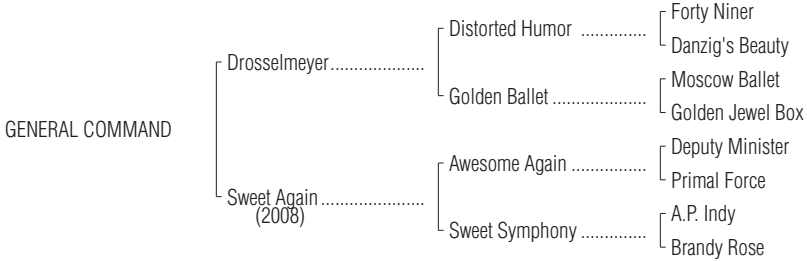 Forty Niner
Distorted Humor ..............
Danzig's Beauty
Drosselmeyer.....................
Moscow Ballet
Golden Ballet ....................
Golden Jewel Box
GENERAL COMMAND
Deputy Minister
Awesome Again ................
Primal Force
Sweet Again .......................
(2008)
A.P. Indy
Sweet Symphony ..............
Brandy Rose